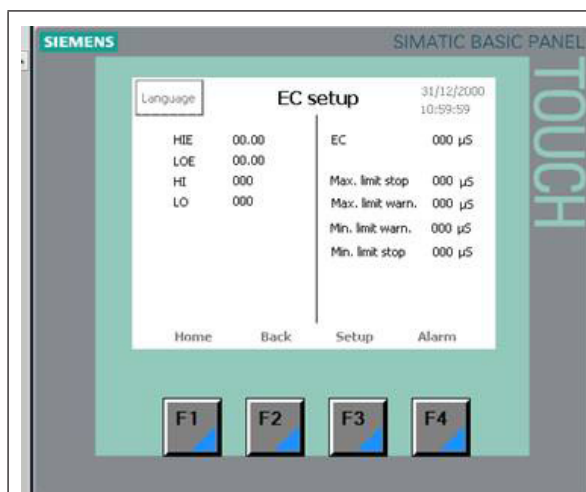 SIEMENS
SIMATIC BASIC PANEL
TOUCH
Language
EC setup
31/12/2000
10:59:59
HIE 00.00
LOE 00.00
HI 000
LO 000
EC 000 µS
Max. limit stop 000 µS
Max. limit warn. 000 µS
Min. limit warn. 000 µS
Min. limit stop 000 µS
Home Back Setup Alarm
F1 F2 F3 F4